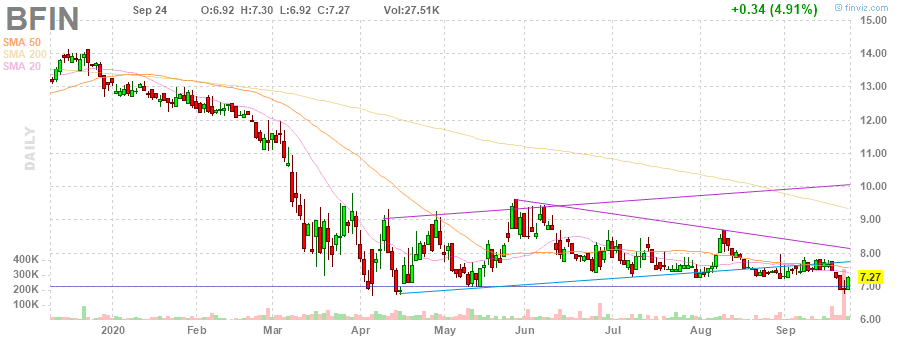 BFIN Sep 24 O:6.92 H:7.30 L:6.92 C:7.27 Vol:27.51K +0.34 (4.91%) © finviz.com
SMA 50
SMA 200
SMA 20
DAILY
15.00
14.00
13.00
12.00
11.00
10.00
9.00
8.00
7.27
7.00
6.00
400K
300K
200K
100K
2020 Feb Mar Apr May Jun Jul Aug Sep